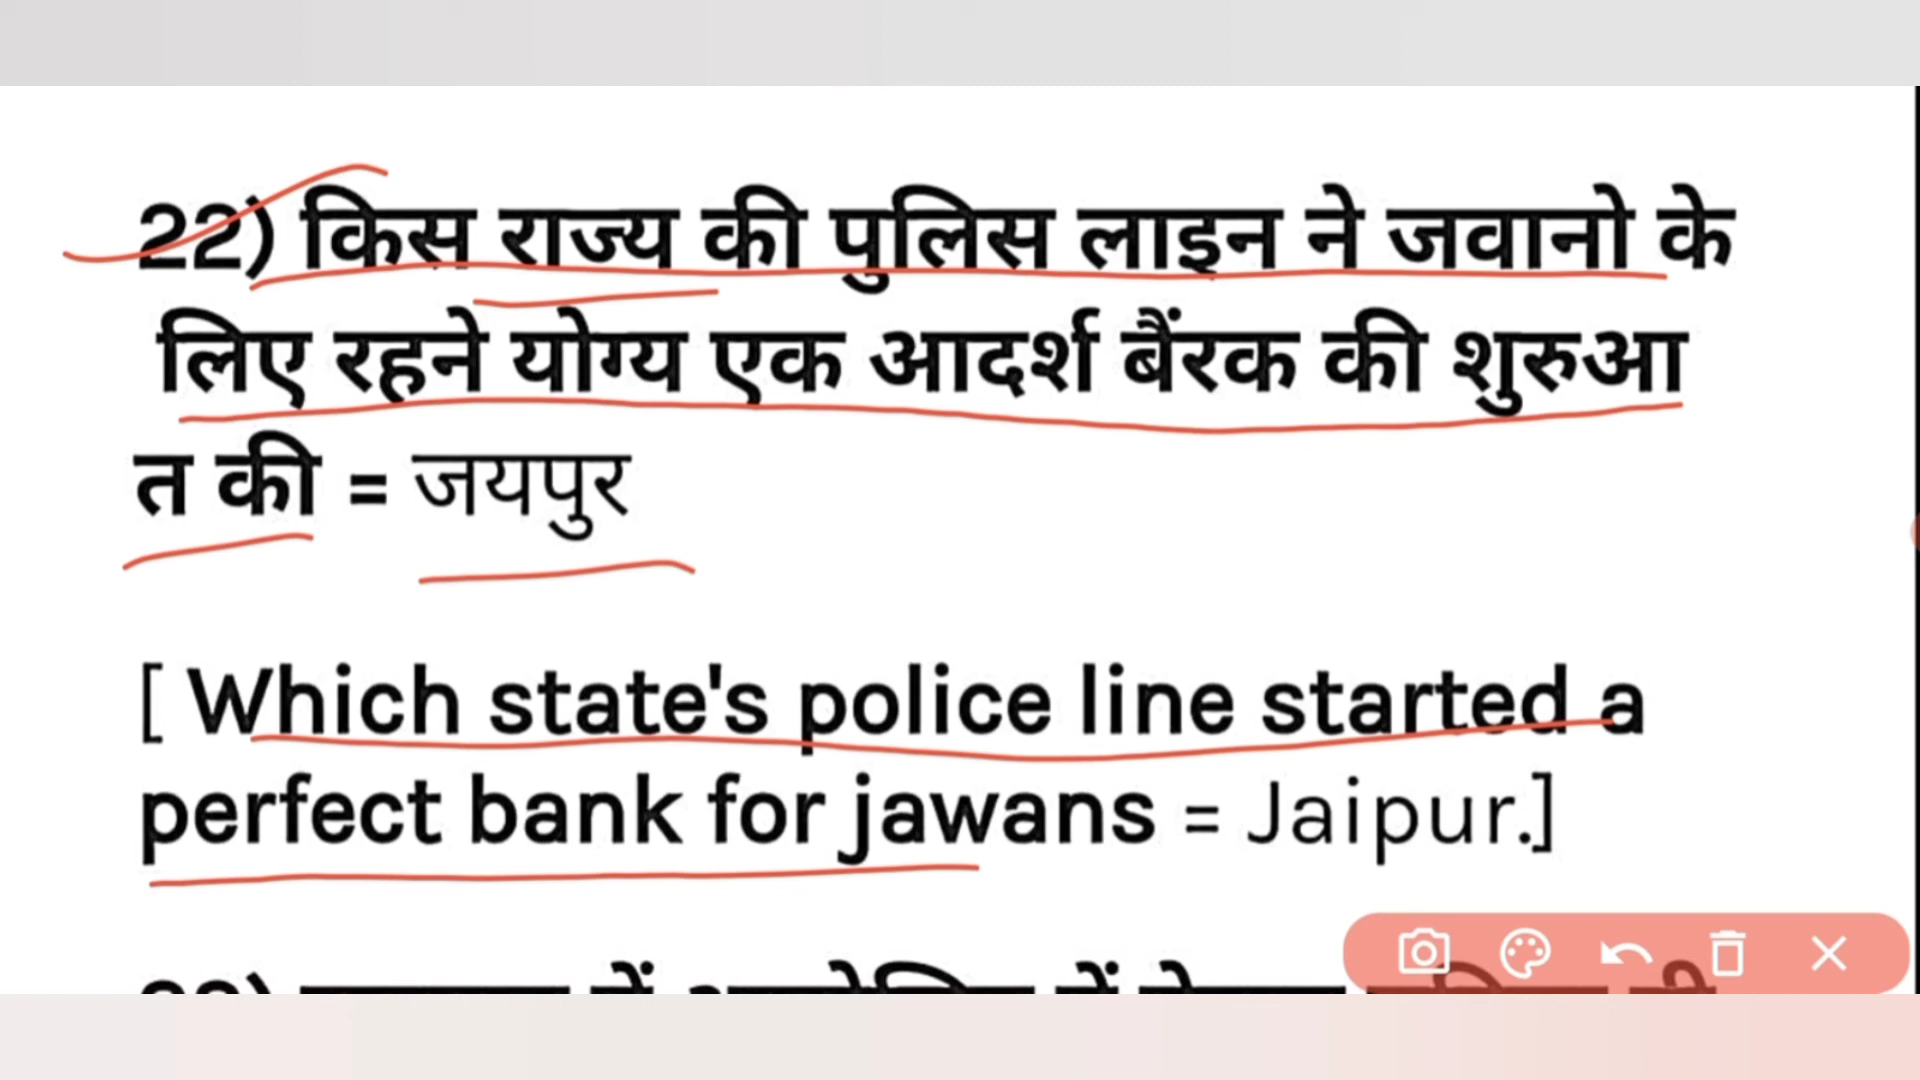 22) किस राज्य की पुलिस लाइन ने जवानो के
लिए रहने योग्य एक आदर्श बैंरक की शुरुआ
त की = जयपुर
[ Which state's police line started a
perfect bank for jawans = Jaipur.]